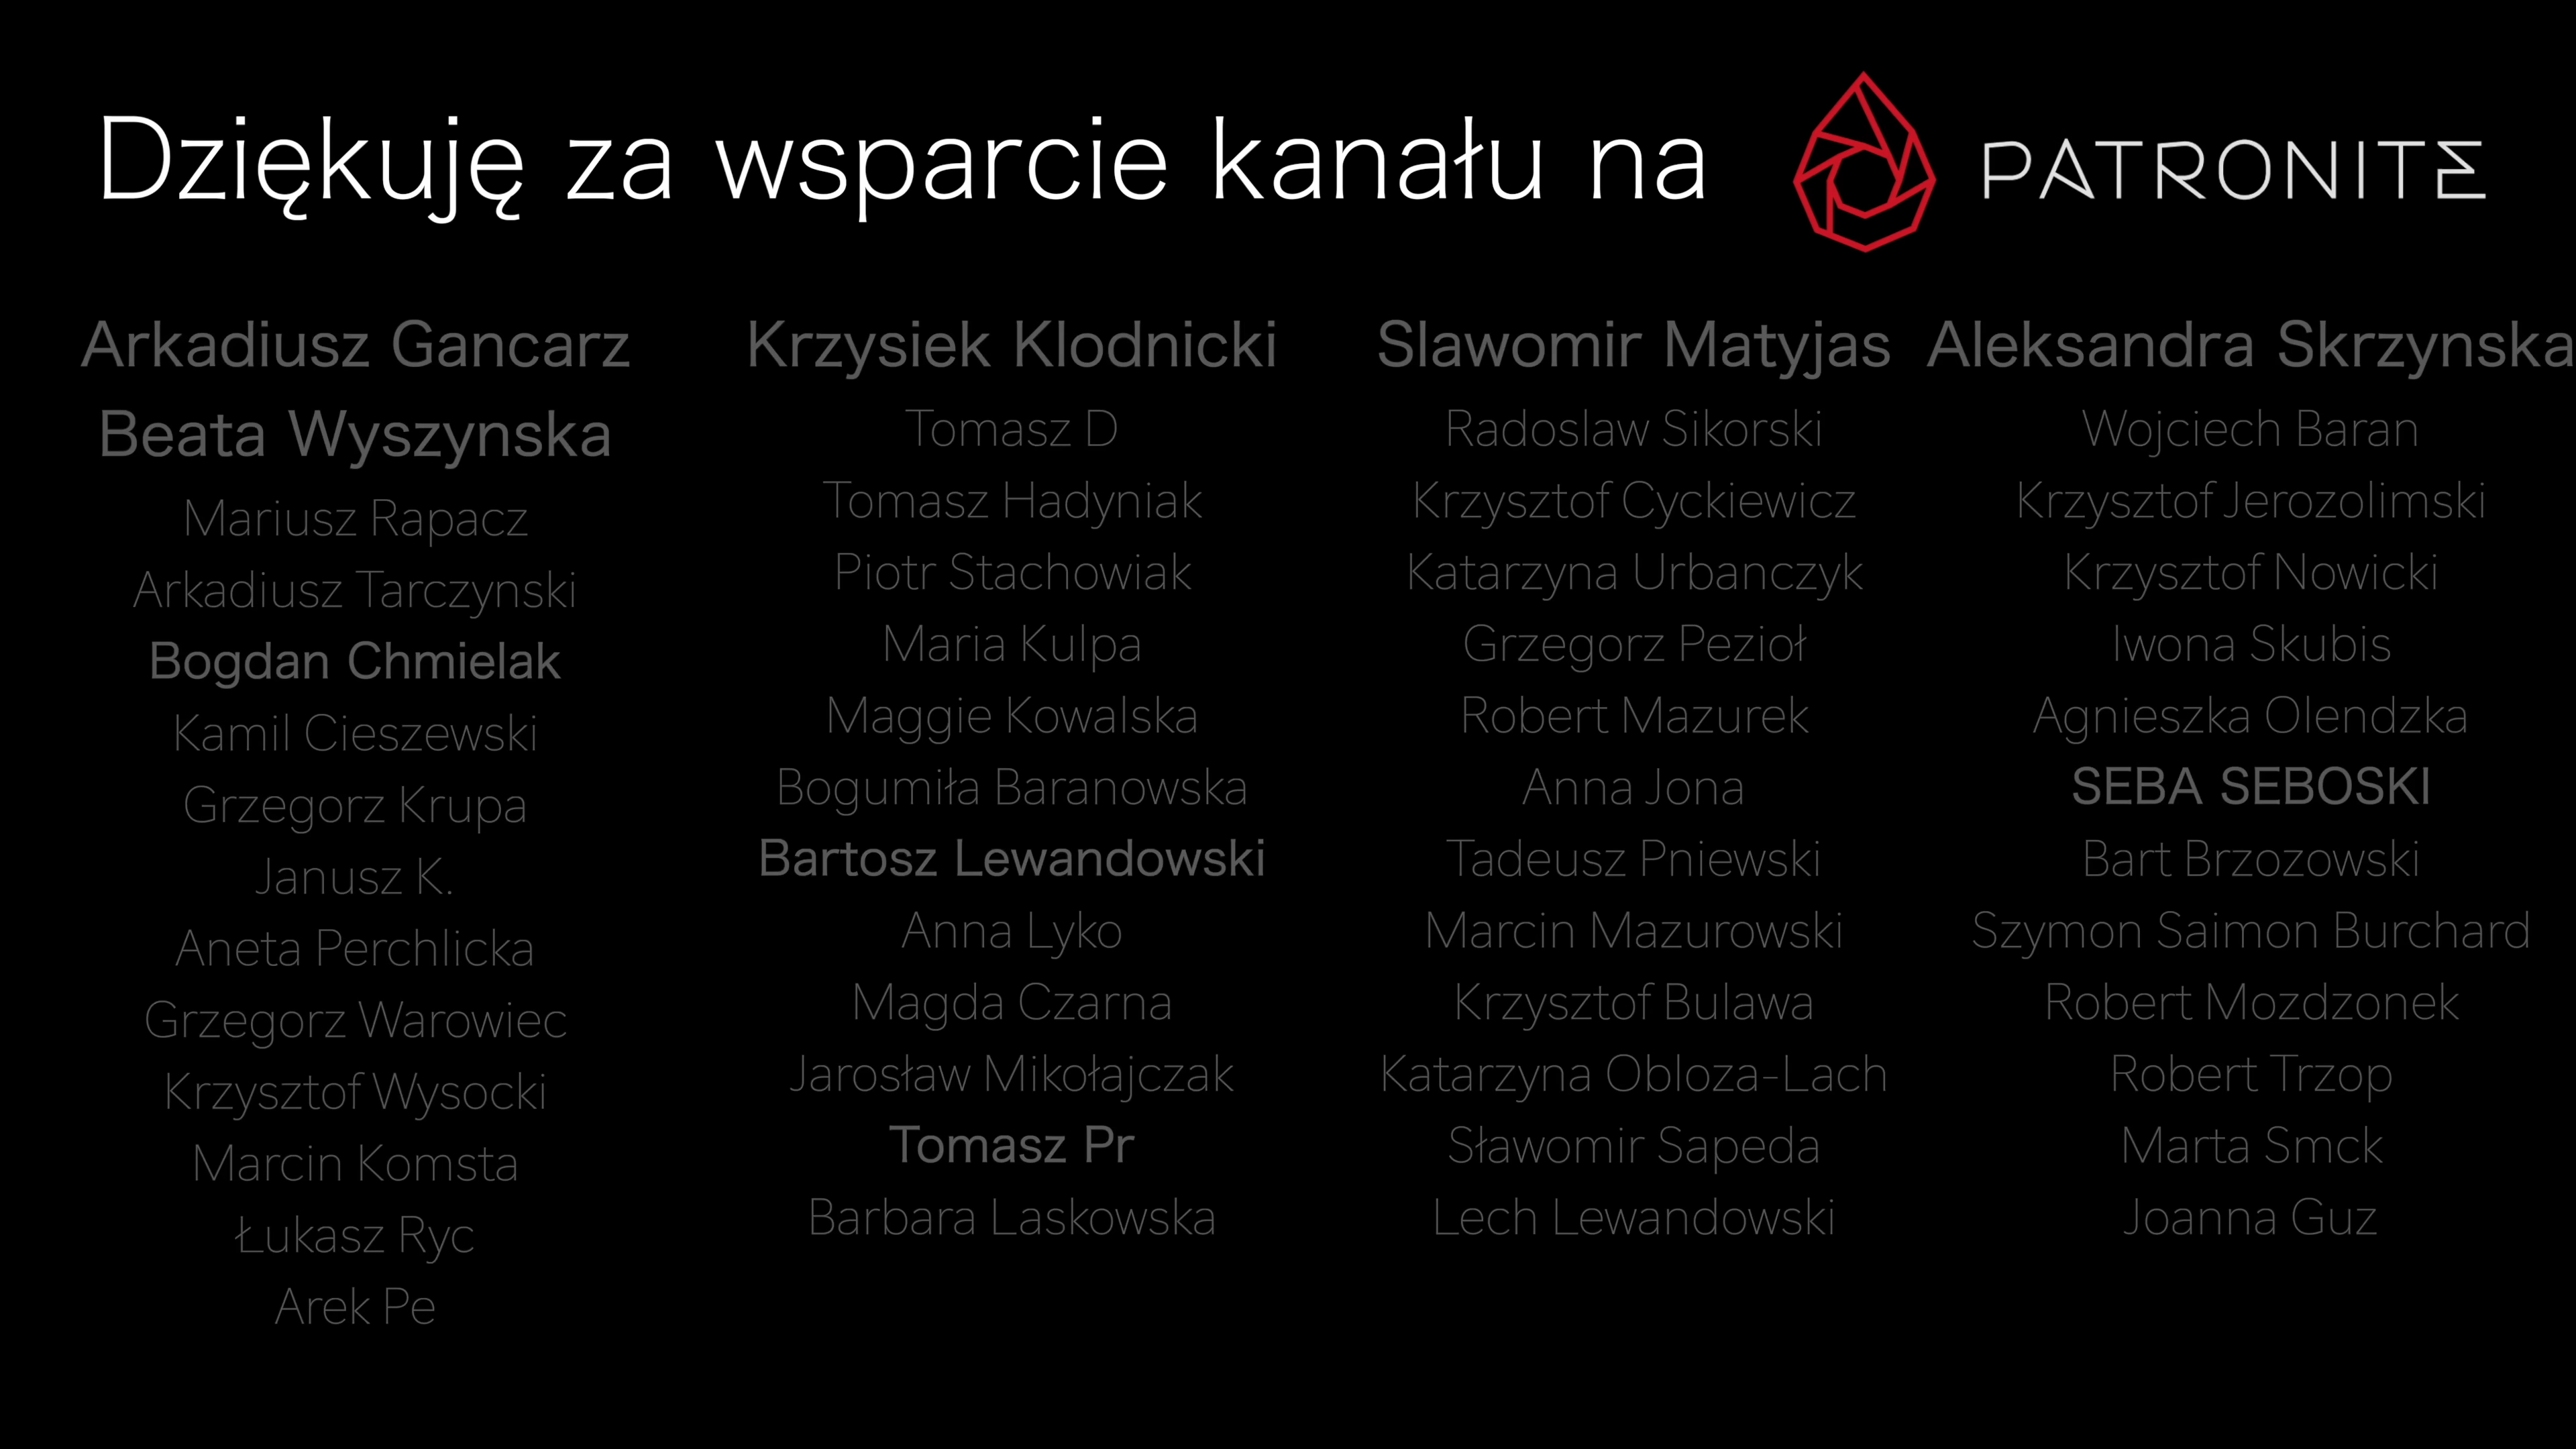 Dziękuję za wsparcie kanału na PATRONITE
Arkadiusz Gancarz
Beata Wyszynska
Mariusz Rapacz
Arkadiusz Tarczynski
Bogdan Chmielak
Kamil Cieszewski
Grzegorz Krupa
Janusz K.
Aneta Perchlicka
Grzegorz Warowiec
Krzysztof Wysocki
Marcin Komsta
Łukasz Ryc
Arek Pe
Krzysiek Klodnicki
Tomasz D
Tomasz Hadyniak
Piotr Stachowiak
Maria Kulpa
Maggie Kowalska
Bogumiła Baranowska
Bartosz Lewandowski
Anna Lyko
Magda Czarna
Jarosław Mikołajczak
Tomasz Pr
Barbara Laskowska
Slawomir Matyjas
Radoslaw Sikorski
Krzysztof Cyckiewicz
Katarzyna Urbanczyk
Grzegorz Pezioł
Robert Mazurek
Anna Jona
Tadeusz Pniewski
Marcin Mazurowski
Krzysztof Bulawa
Katarzyna Obloza-Lach
Sławomir Sapeda
Lech Lewandowski
Aleksandra Skrzynska
Wojciech Baran
Krzysztof Jerozolimski
Krzysztof Nowicki
Iwona Skubis
Agnieszka Olendzka
SEBA SEBOSKI
Bart Brzozowski
Szymon Saimon Burchard
Robert Mozdzonek
Robert Trzop
Marta Smck
Joanna Guz